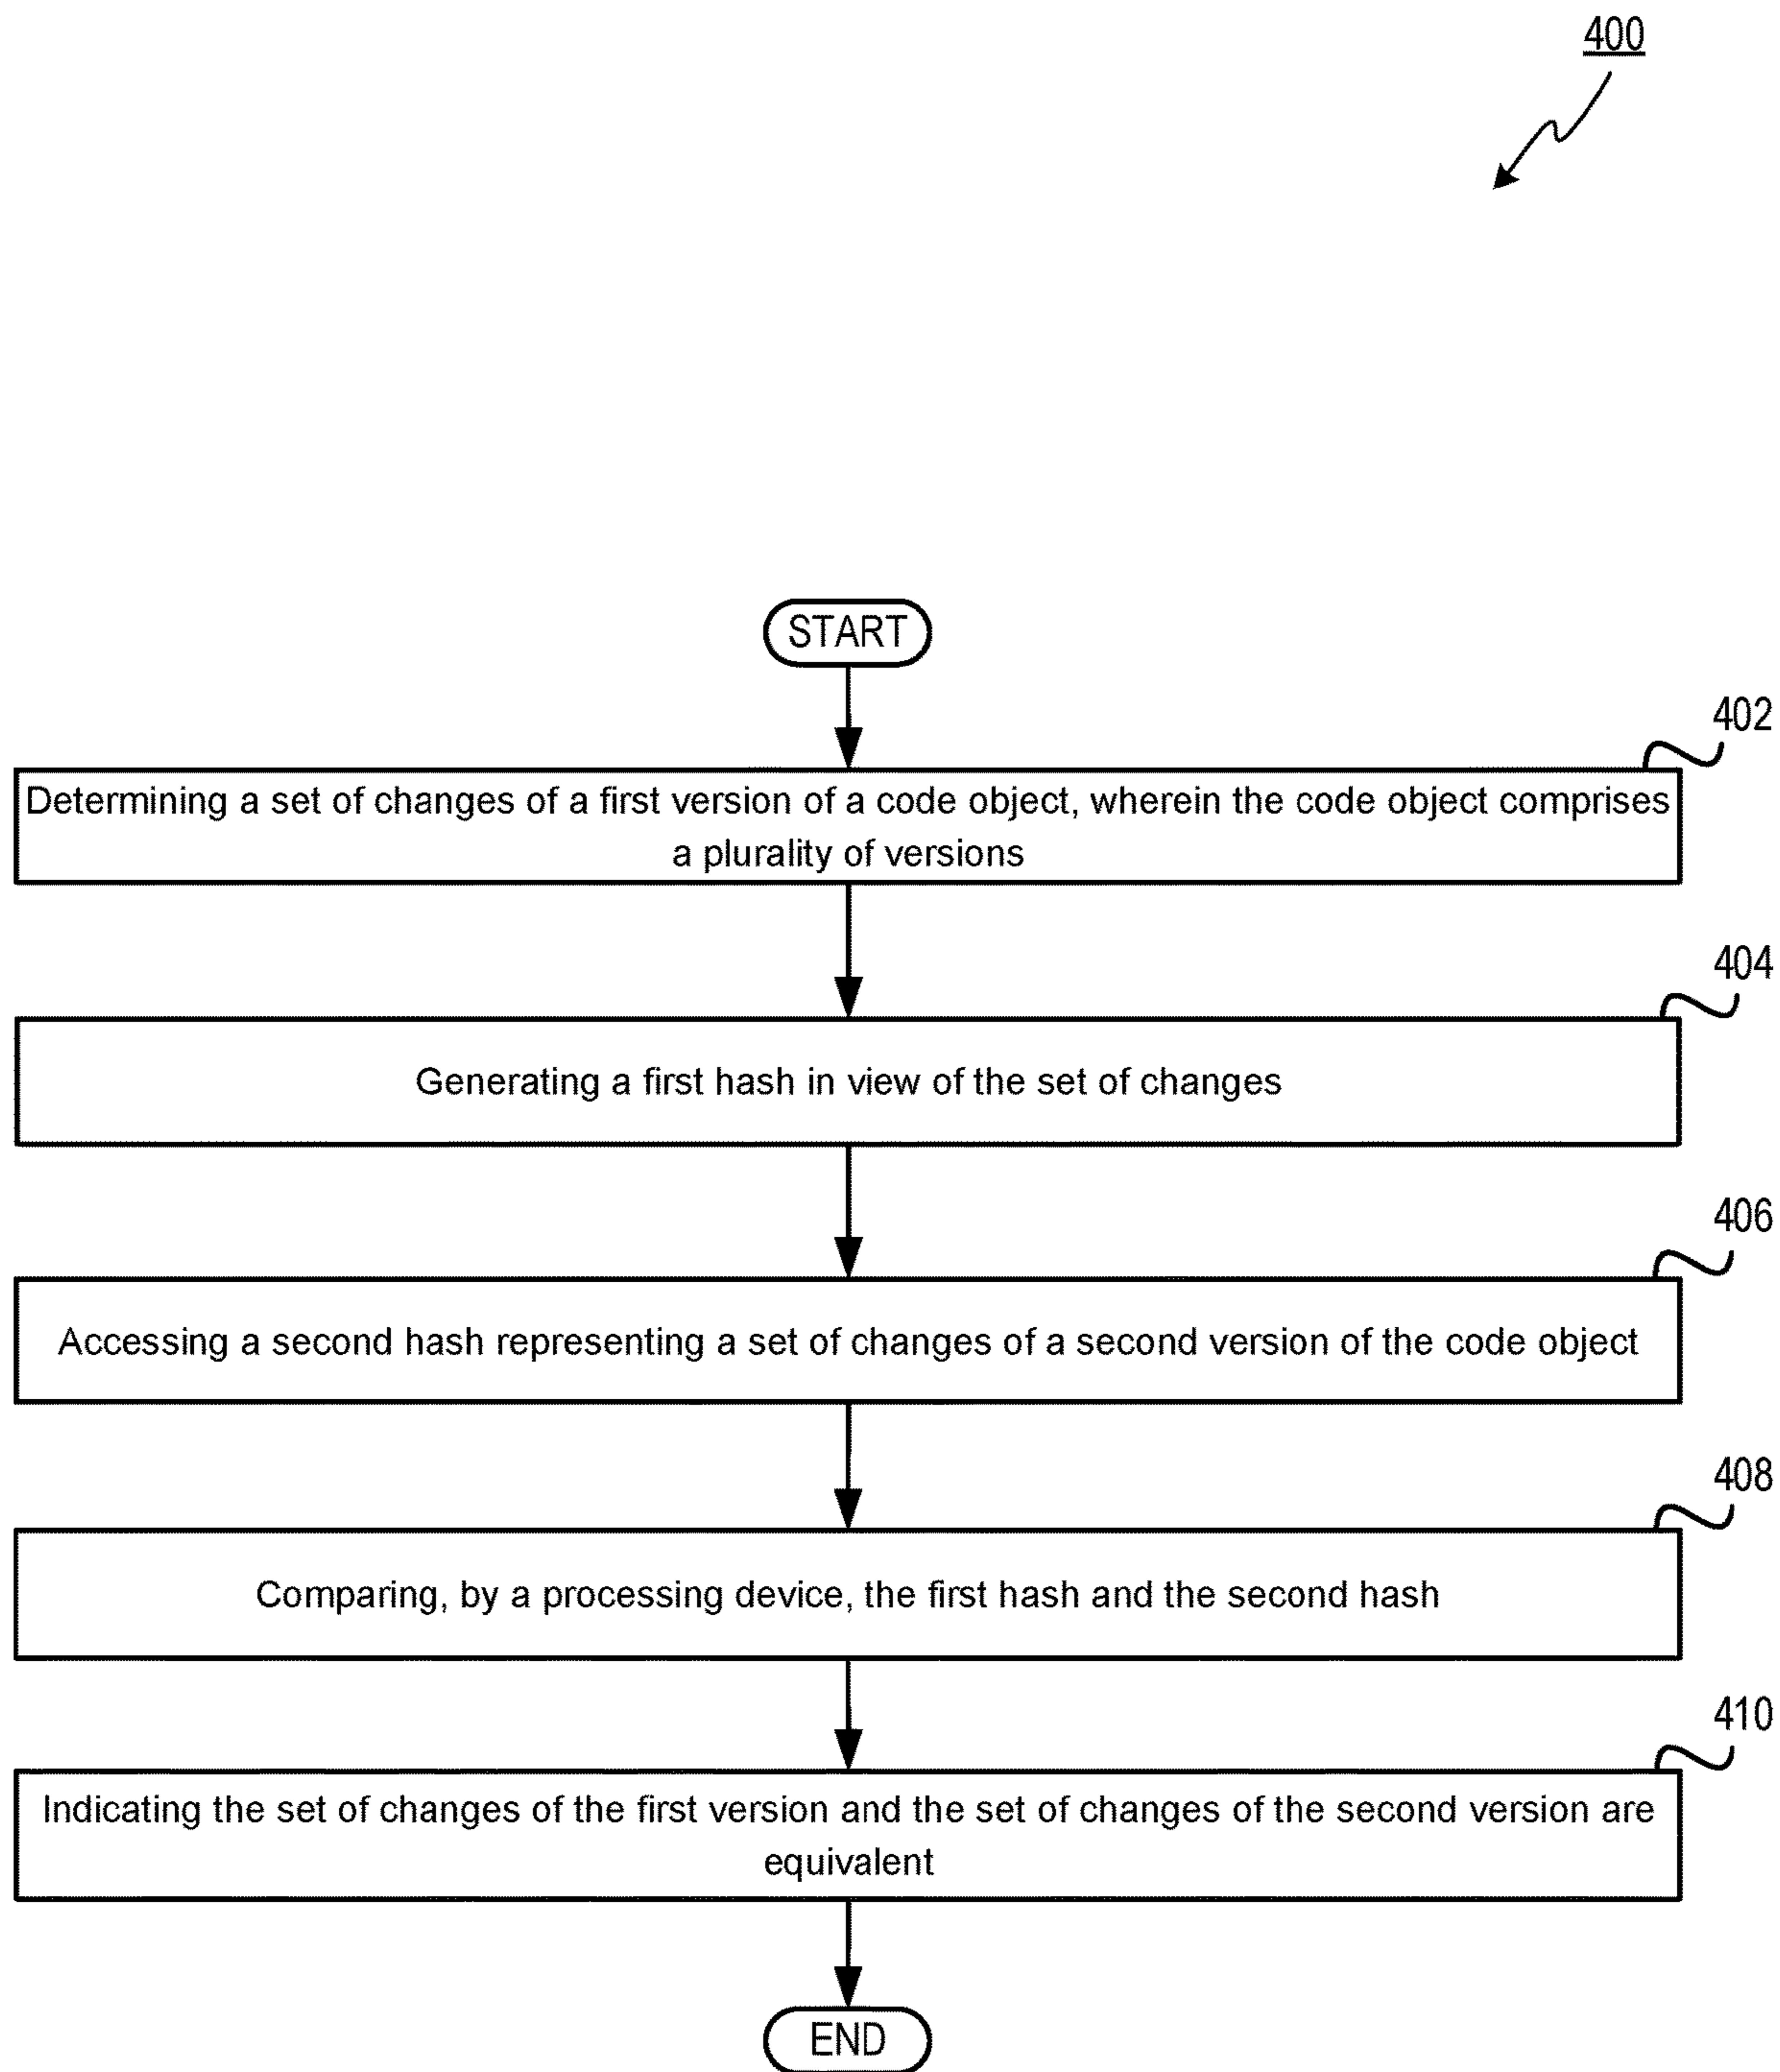 400
START
402
Determining a set of changes of a first version of a code object, wherein the code object comprises
a plurality of versions
404
Generating a first hash in view of the set of changes
406
Accessing a second hash representing a set of changes of a second version of the code object
408
Comparing, by a processing device, the first hash and the second hash
410
Indicating the set of changes of the first version and the set of changes of the second version are
equivalent
END